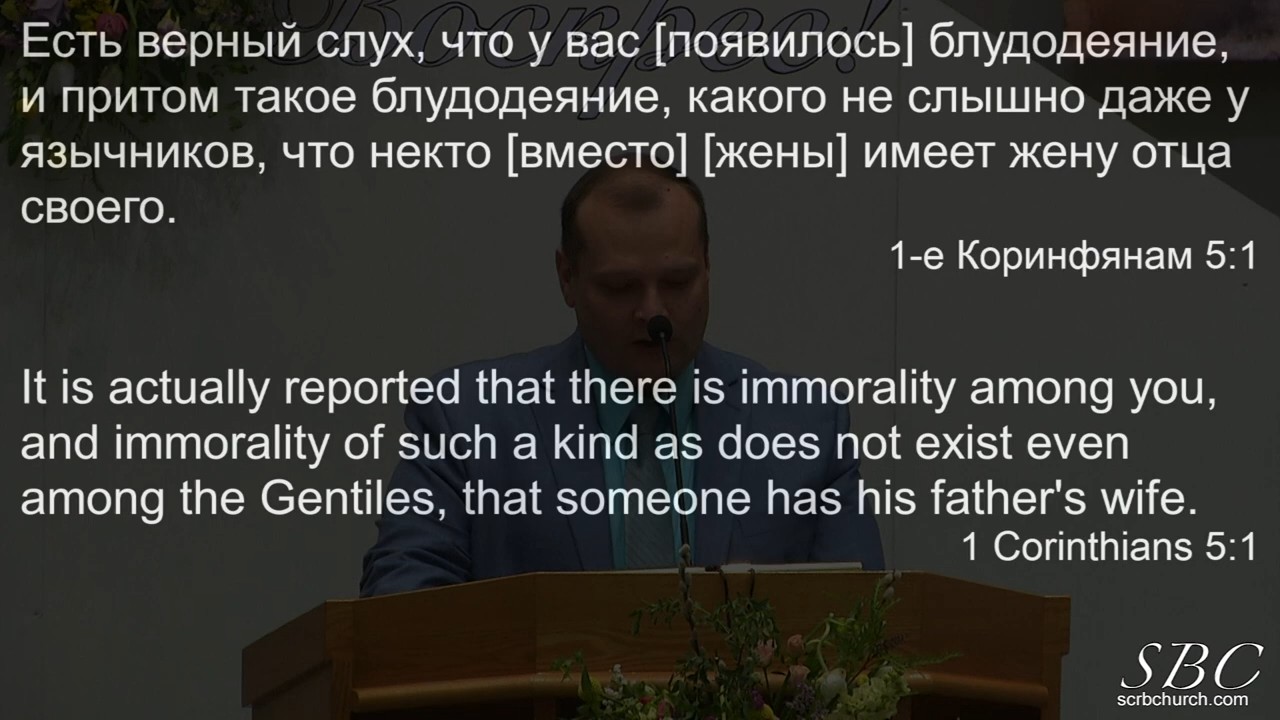 Воскрес!
Есть верный слух, что у вас [появилось] блудодеяние,
и притом такое блудодеяние, какого не слышно даже у
язычников, что некто [вместо] [жены] имеет жену отца
своего.
1-е Коринфянам 5:1
It is actually reported that there is immorality among you,
and immorality of such a kind as does not exist even
among the Gentiles, that someone has his father's wife.
1 Corinthians 5:1
SBC
scrbchurch.com